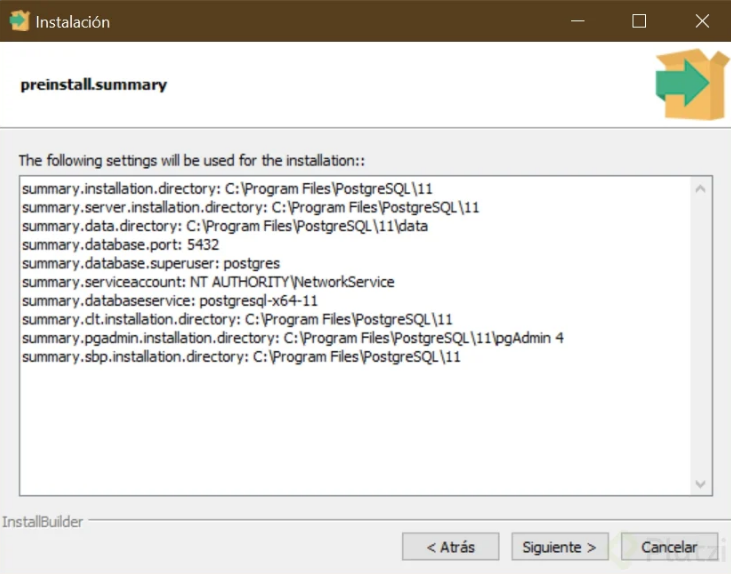 Instalación
preinstall.summary
The following settings will be used for the installation::
summary.installation.directory: C:\Program Files\PostgreSQL\11
summary.server.installation.directory: C:\Program Files\PostgreSQL\11
summary.data.directory: C:\Program Files\PostgreSQL\11\data
summary.database.port: 5432
summary.database.superuser: postgres
summary.serviceaccount: NT AUTHORITY\NetworkService
summary.databaseservice: postgresql-x64-11
summary.clt.installation.directory: C:\Program Files\PostgreSQL\11
summary.pgadmin.installation.directory: C:\Program Files\PostgreSQL\11\pgAdmin 4
summary.sbp.installation.directory: C:\Program Files\PostgreSQL\11
InstallBuilder
< Atrás Siguiente > Cancelar
Platzi